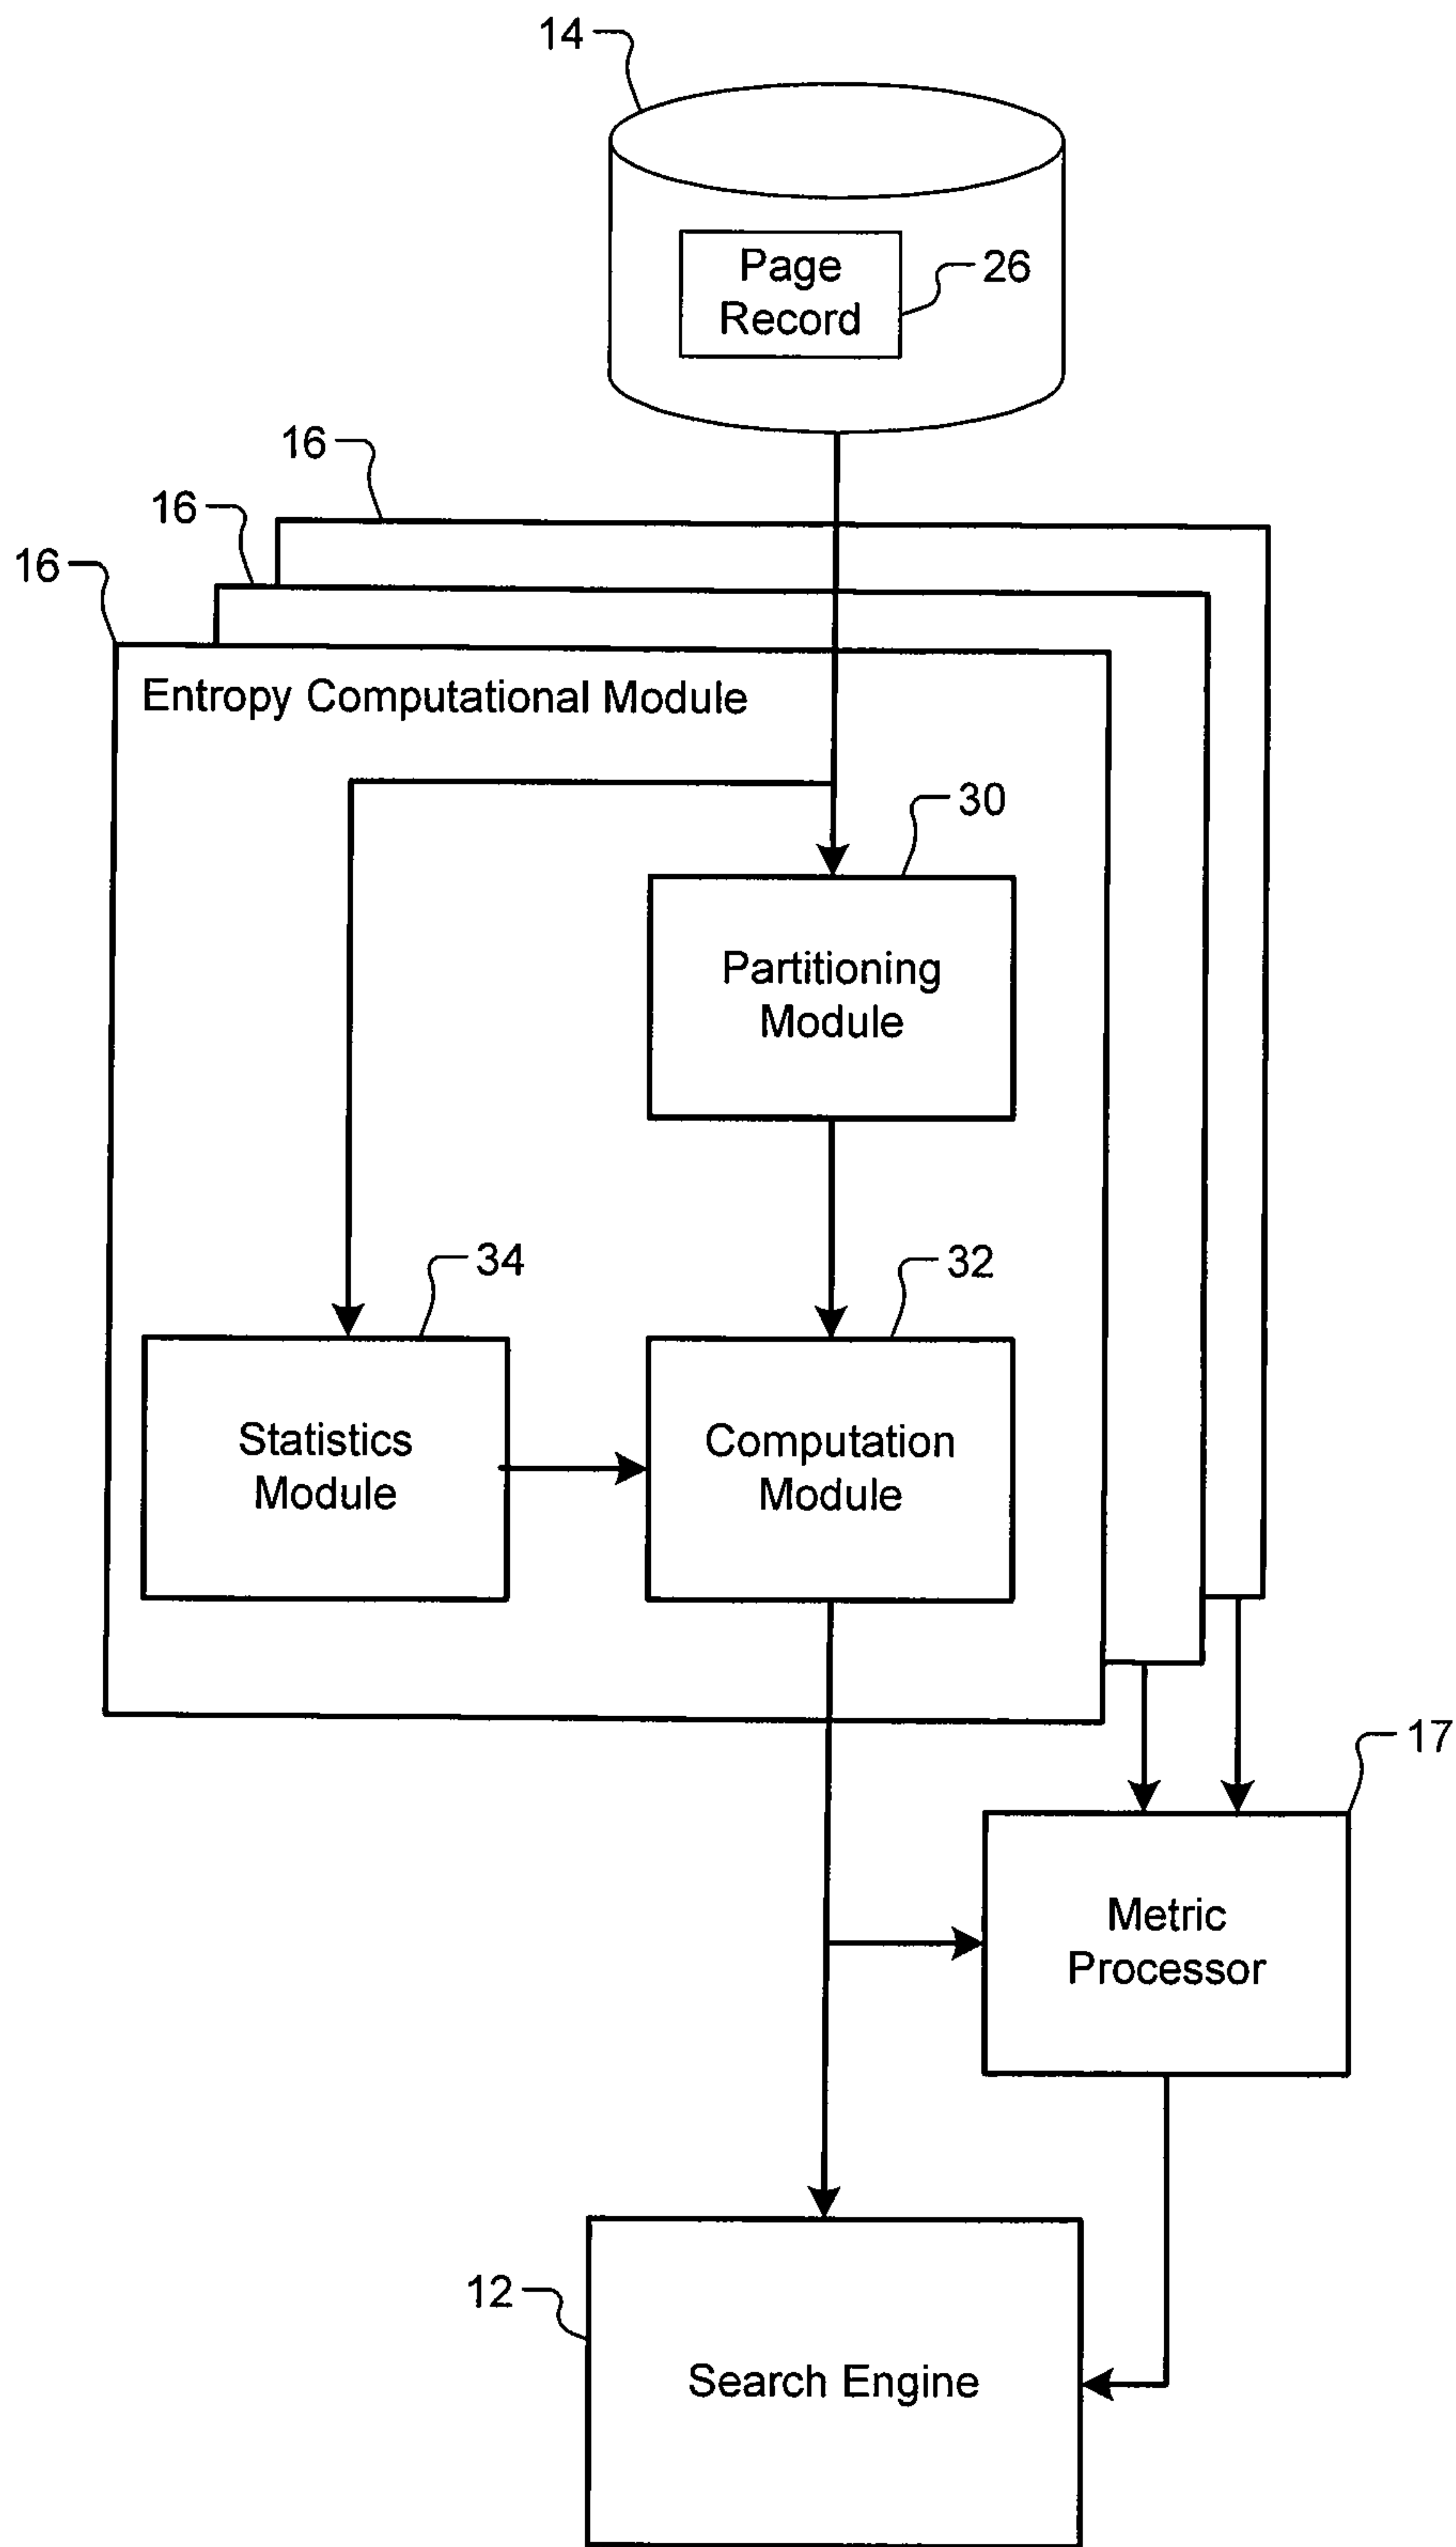 14
Page
Record
26
16
16
16
Entropy Computational Module
30
Partitioning
Module
34
32
Statistics
Module
Computation
Module
17
Metric
Processor
12
Search Engine